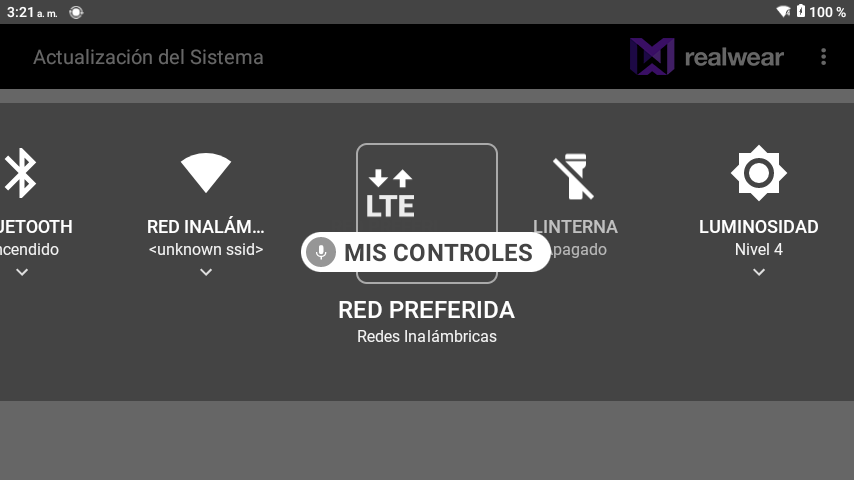 3:21 a. m.
100 %
Actualización del Sistema
realwear
LTE
UETOOTH
RED INALÁM...
LINTERNA
LUMINOSIDAD
ncendido
<unknown ssid>
MIS CONTROLES
Apagado
Nivel 4
RED PREFERIDA
Redes Inalámbricas